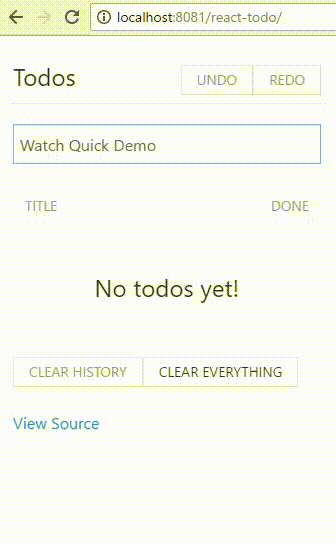 localhost:8081/react-todo/
Todos UNDO REDO
Watch Quick Demo
TITLE DONE
No todos yet!
CLEAR HISTORY CLEAR EVERYTHING
View Source